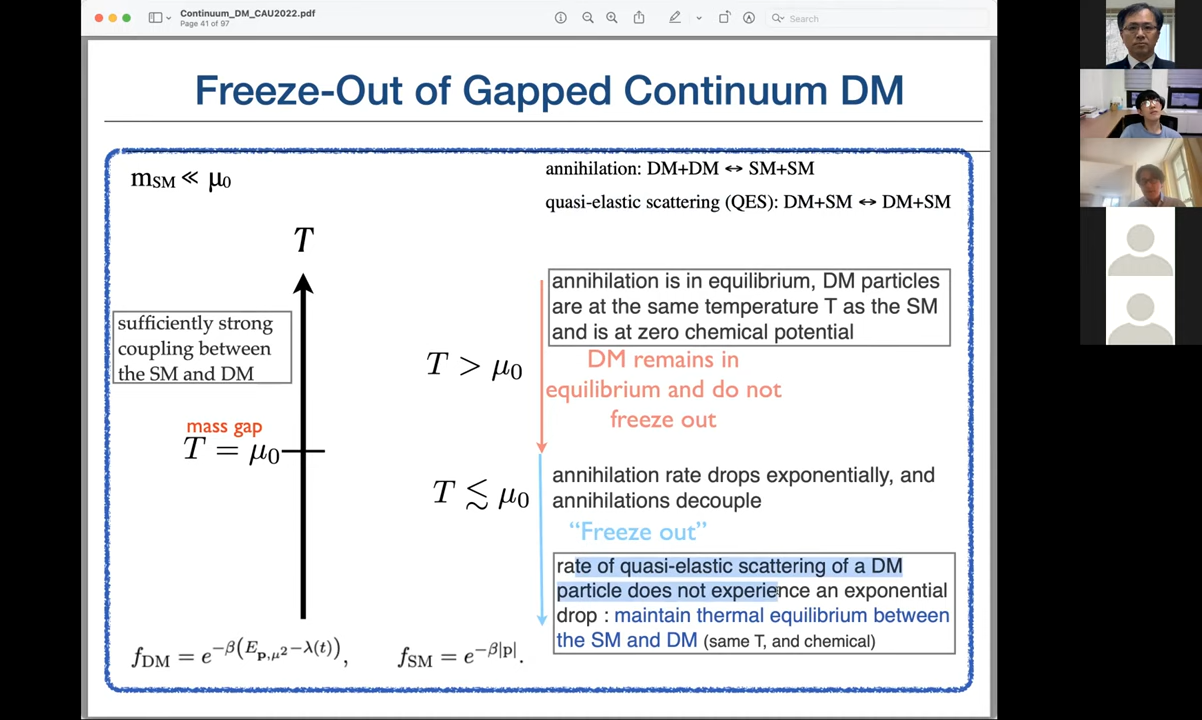 Continuum_DM_CAU2022.pdf
Page 41 of 97
Search
Freeze-Out of Gapped Continuum DM
mSM ≪ μ0
annihilation: DM+DM ↔ SM+SM
quasi-elastic scattering (QES): DM+SM ↔ DM+SM
T
sufficiently strong
coupling between
the SM and DM
annihilation is in equilibrium, DM particles
are at the same temperature T as the SM
and is at zero chemical potential
T > μ0
DM remains in
equilibrium and do not
freeze out
mass gap
T = μ0
T ≲ μ0
annihilation rate drops exponentially, and
annihilations decouple
“Freeze out”
rate of quasi-elastic scattering of a DM
particle does not experience an exponential
drop : maintain thermal equilibrium between
the SM and DM (same T, and chemical)
fDM = e^{-β(E_{p,μ²}-λ(t))}, fSM = e^{-β|p|}.